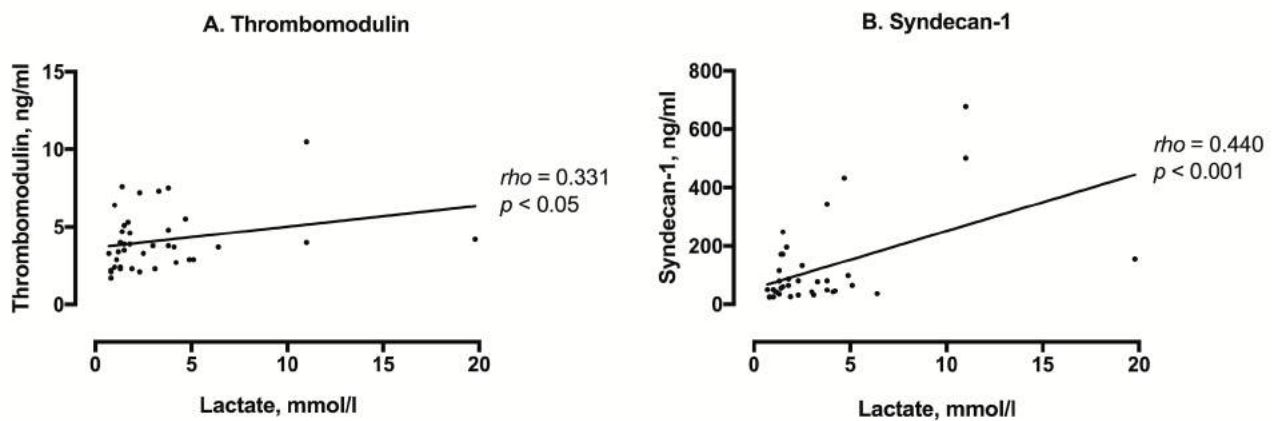 A. Thrombomodulin
Thrombomodulin, ng/ml
15
10
5
0
0 5 10 15 20
Lactate, mmol/l
rho = 0.331
p < 0.05
B. Syndecan-1
Syndecan-1, ng/ml
800
600
400
200
0
0 5 10 15 20
Lactate, mmol/l
rho = 0.440
p < 0.001